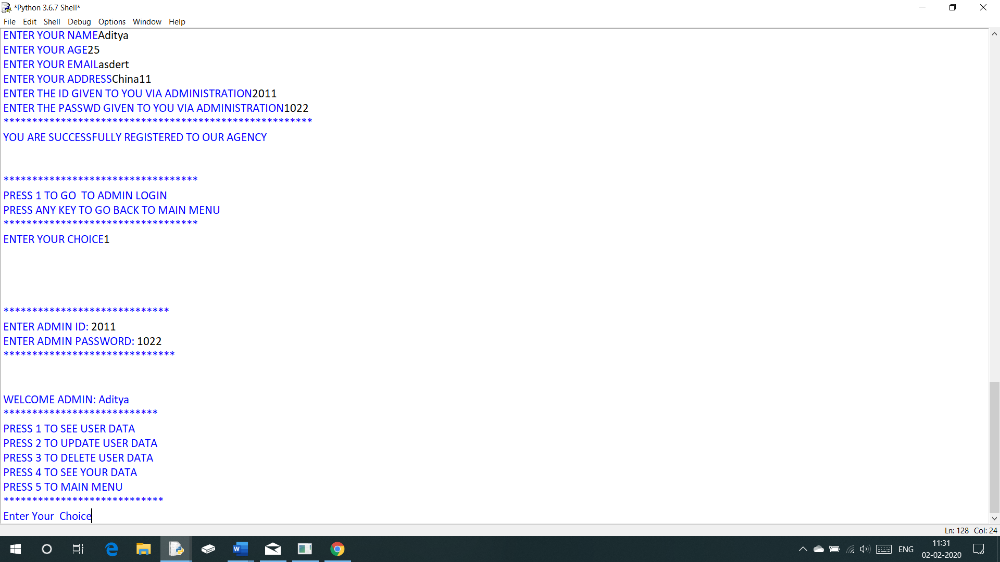 *Python 3.6.7 Shell*
File Edit Shell Debug Options Window Help
ENTER YOUR NAMEAditya
ENTER YOUR AGE25
ENTER YOUR EMAILasdert
ENTER YOUR ADDRESSChina11
ENTER THE ID GIVEN TO YOU VIA ADMINISTRATION2011
ENTER THE PASSWD GIVEN TO YOU VIA ADMINISTRATION1022
******************************************************
YOU ARE SUCCESSFULLY REGISTERED TO OUR AGENCY
**********************************
PRESS 1 TO GO  TO ADMIN LOGIN
PRESS ANY KEY TO GO BACK TO MAIN MENU
**********************************
ENTER YOUR CHOICE1
*****************************
ENTER ADMIN ID: 2011
ENTER ADMIN PASSWORD: 1022
******************************
WELCOME ADMIN: Aditya
***************************
PRESS 1 TO SEE USER DATA
PRESS 2 TO UPDATE USER DATA
PRESS 3 TO DELETE USER DATA
PRESS 4 TO SEE YOUR DATA
PRESS 5 TO MAIN MENU
****************************
Enter Your  Choice
Ln: 128 Col: 24
ENG
11:31
02-02-2020